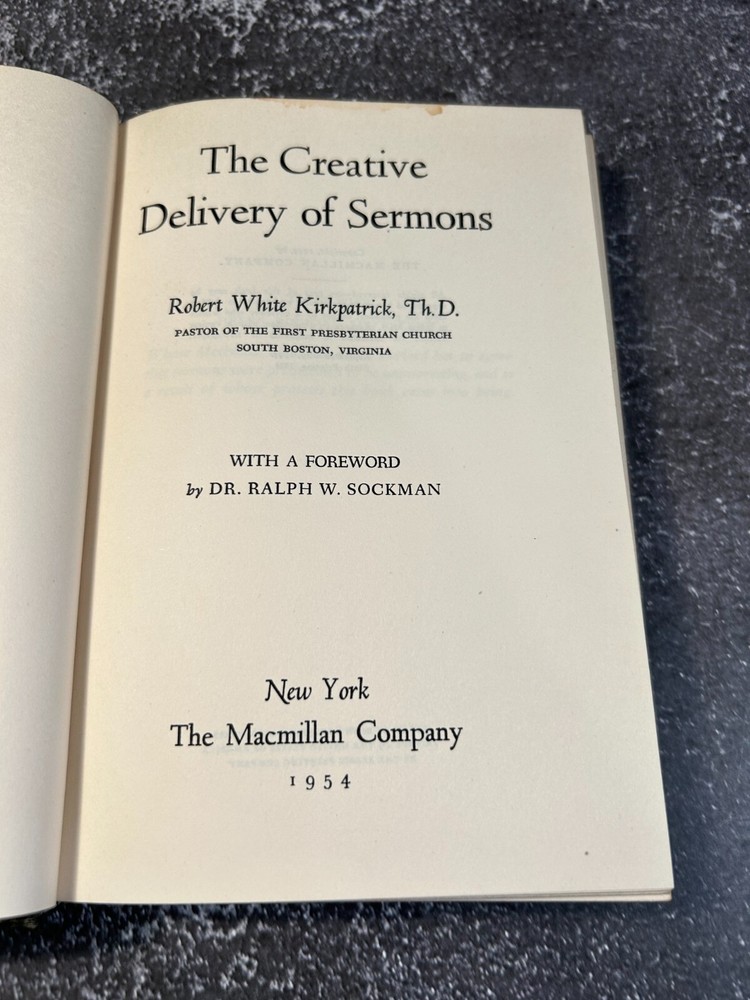 The Creative
Delivery of Sermons
Robert White Kirkpatrick, Th.D.
PASTOR OF THE FIRST PRESBYTERIAN CHURCH
SOUTH BOSTON, VIRGINIA
WITH A FOREWORD
by DR. RALPH W. SOCKMAN
New York
The Macmillan Company
1954